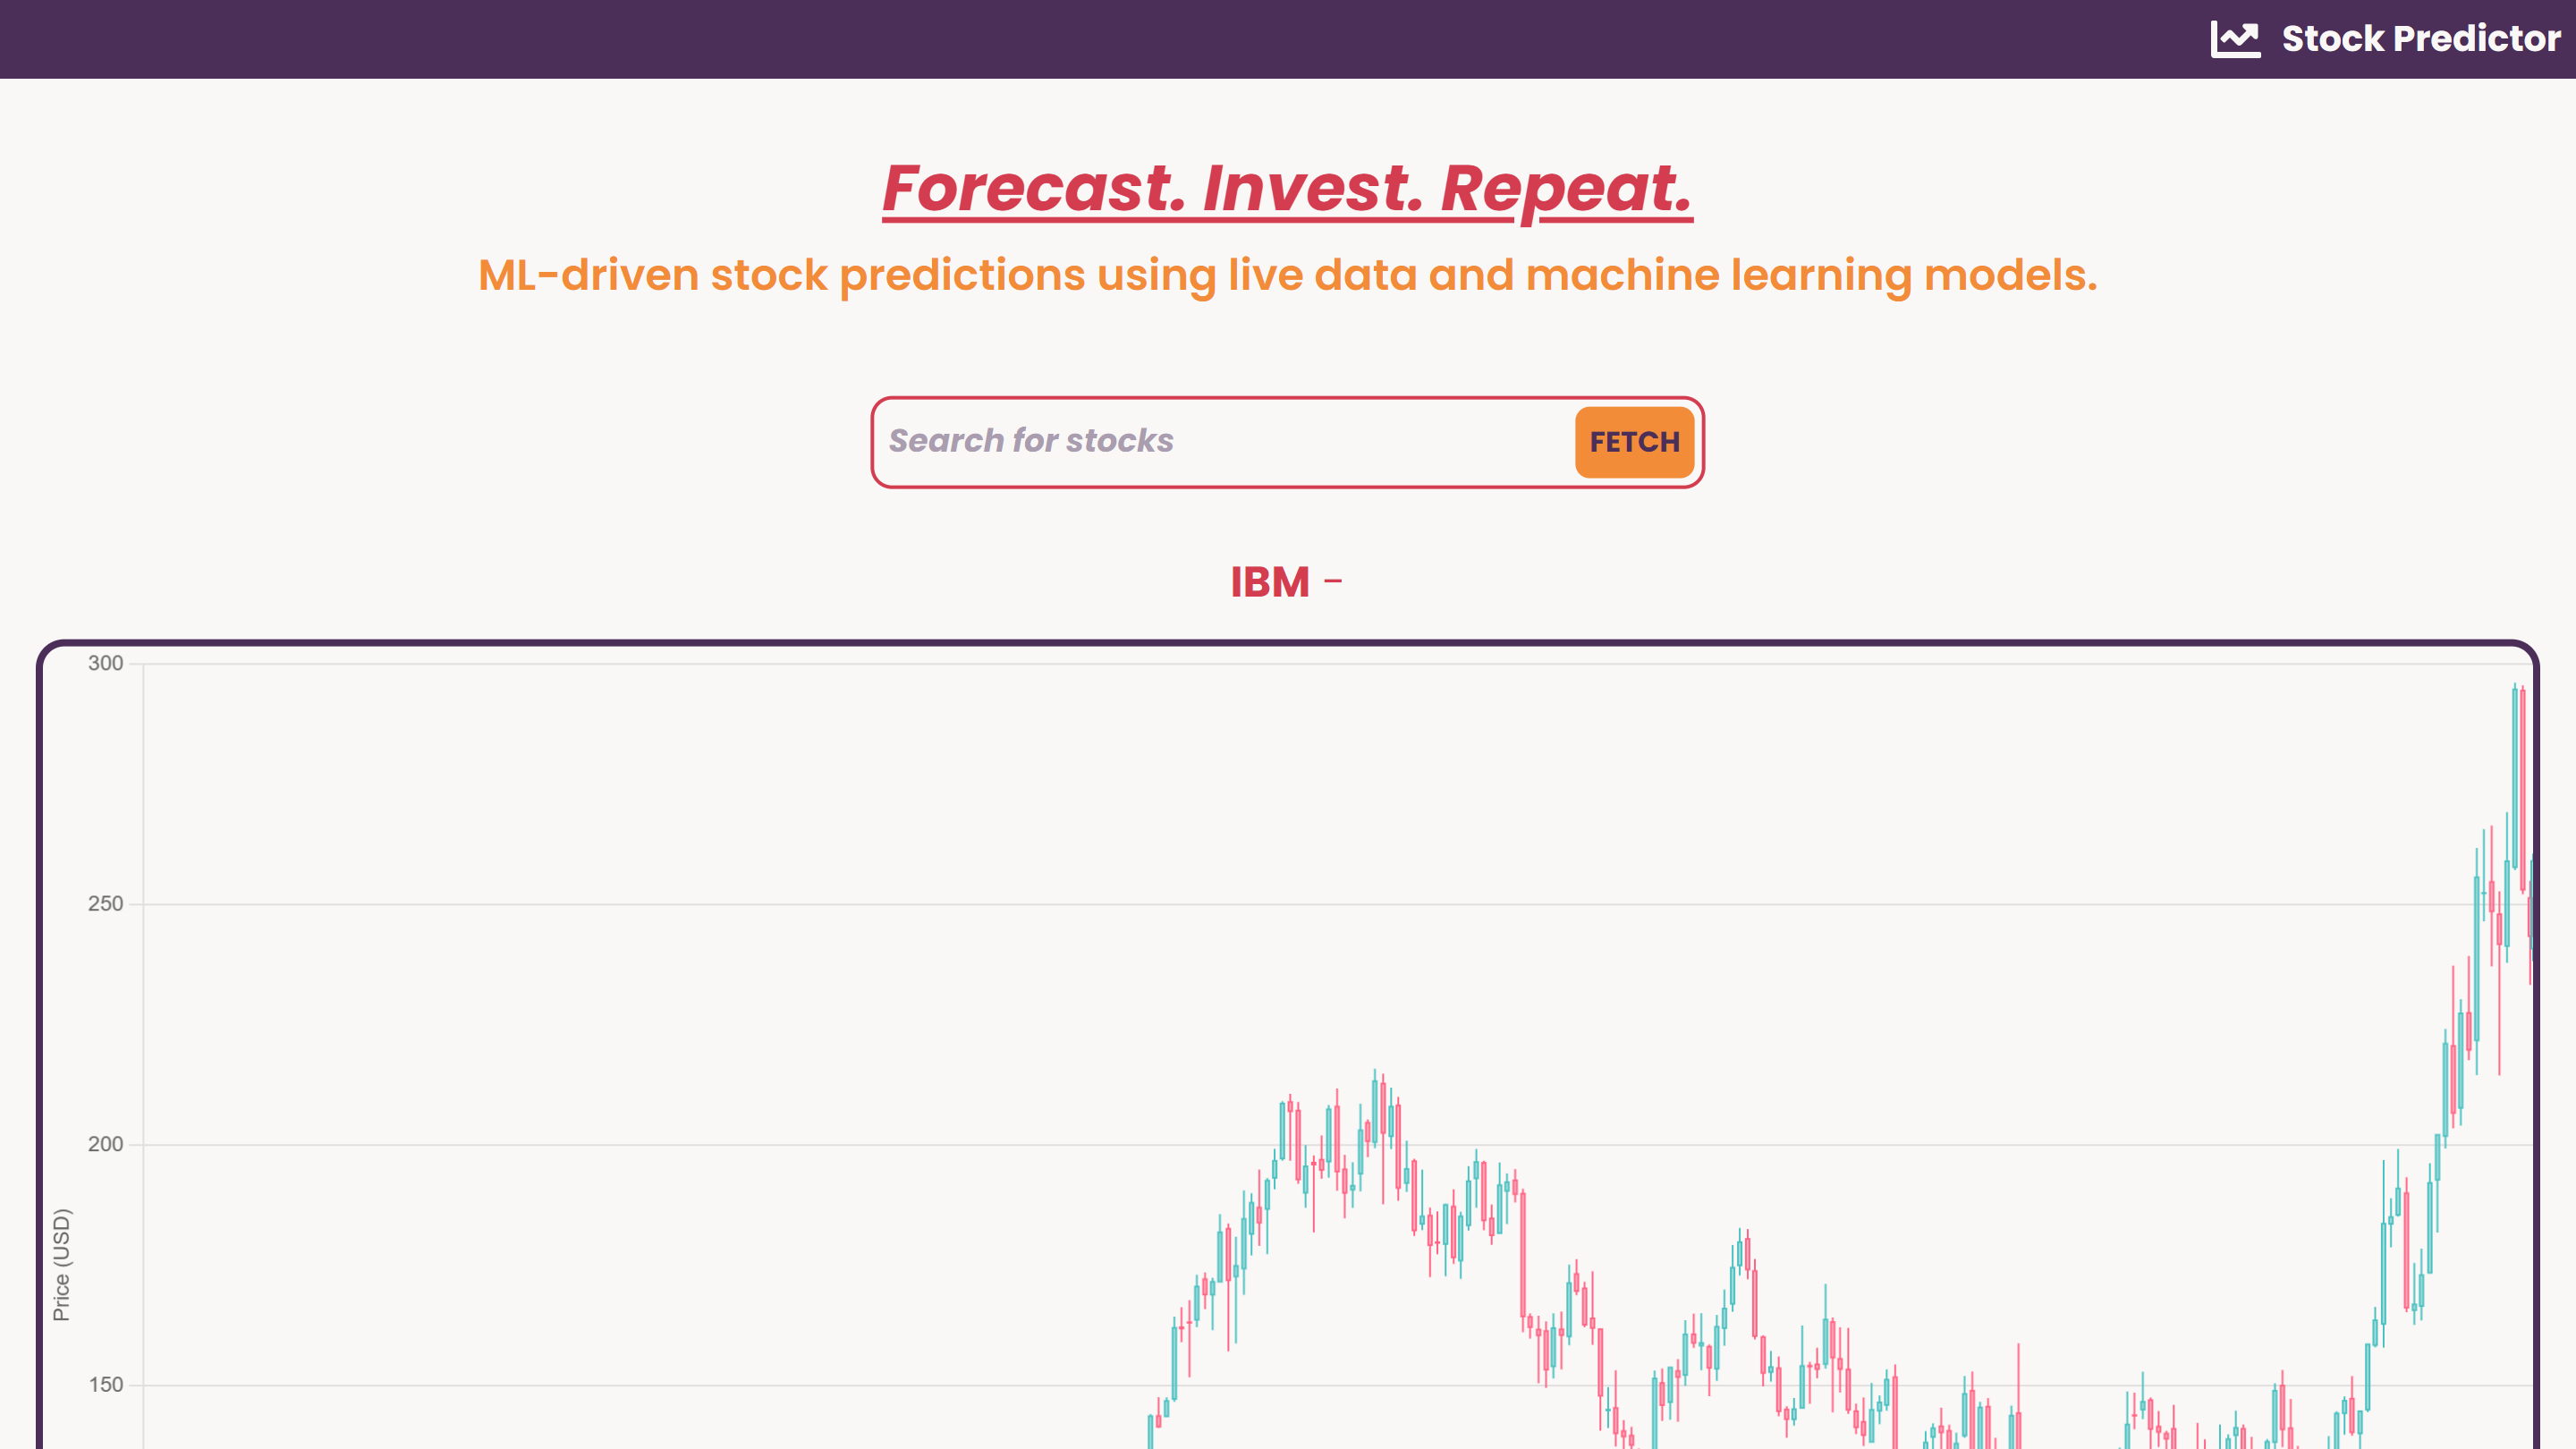 Stock Predictor
Forecast. Invest. Repeat.
ML-driven stock predictions using live data and machine learning models.
Search for stocks
FETCH
IBM -
300
250
200
Price (USD)
150